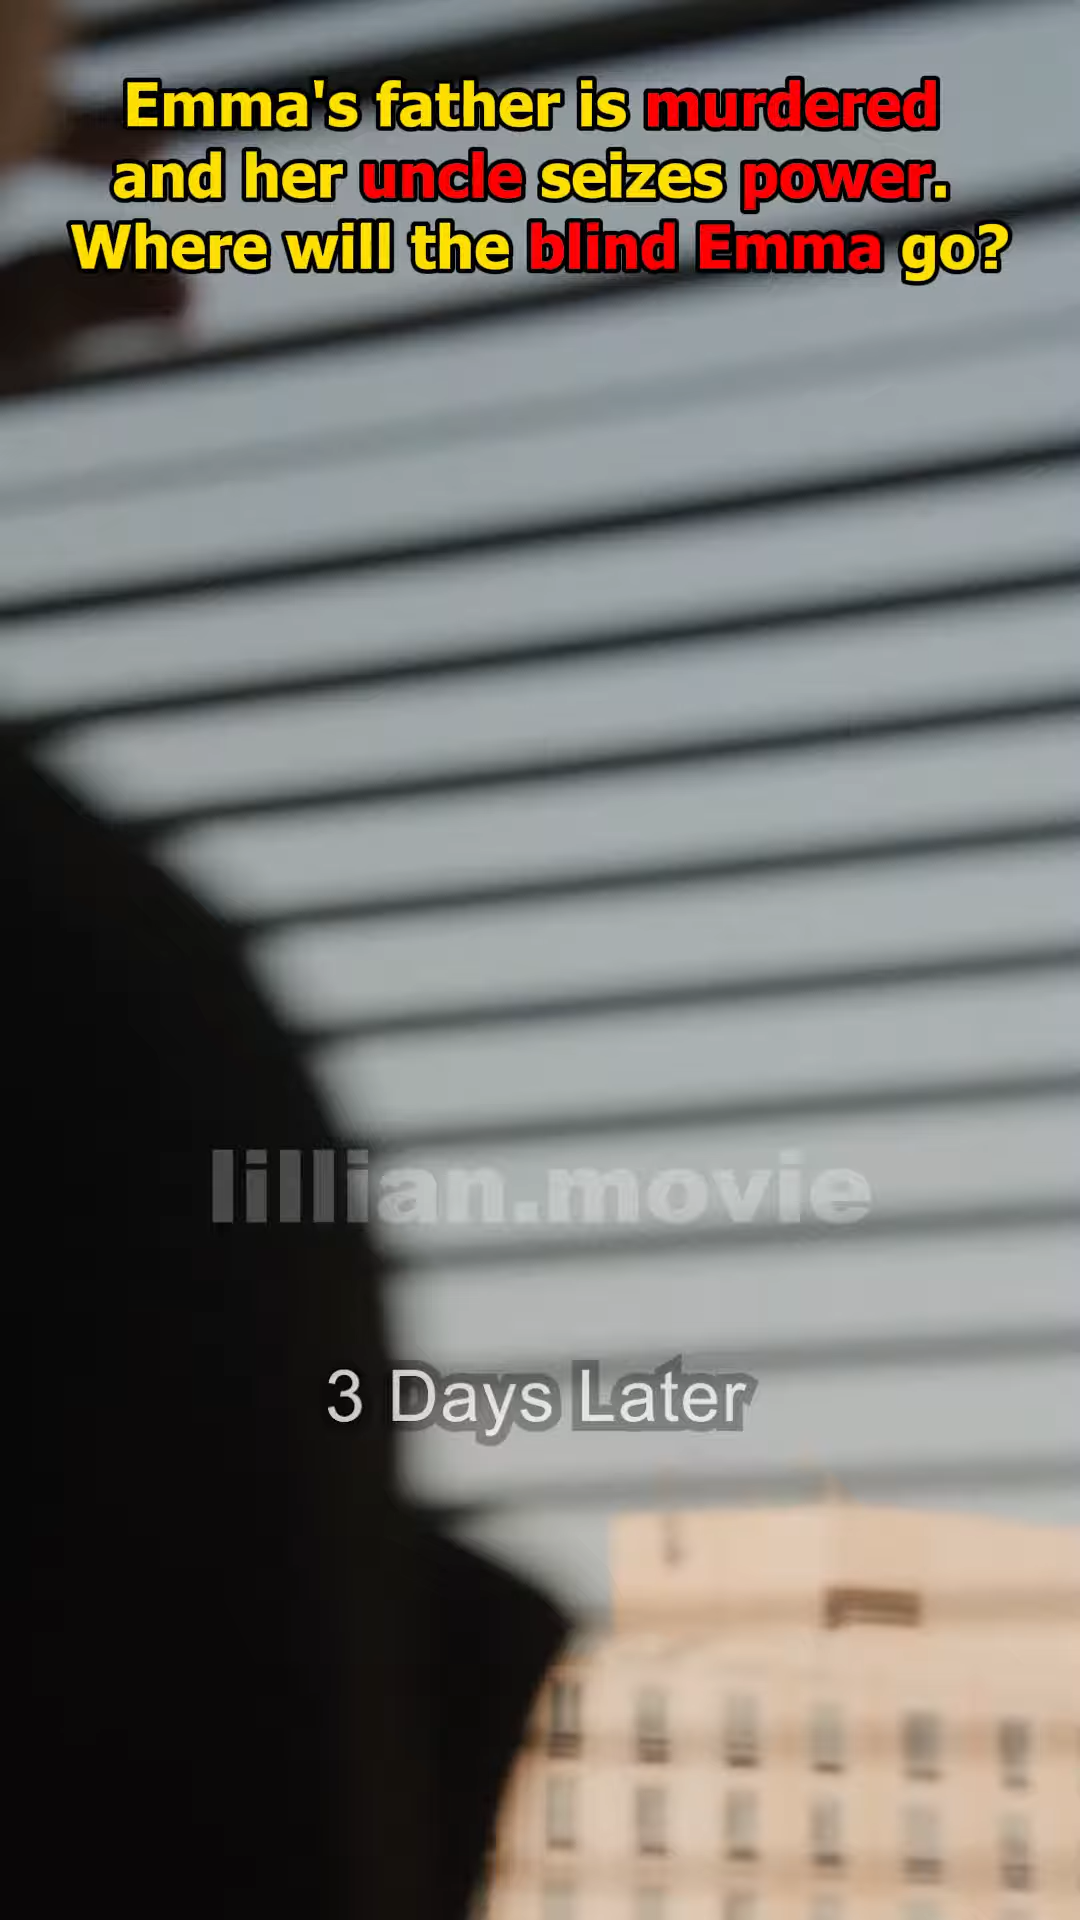 Emma's father is murdered
and her uncle seizes power.
Where will the blind Emma go?
lillian.movie
3 Days Later